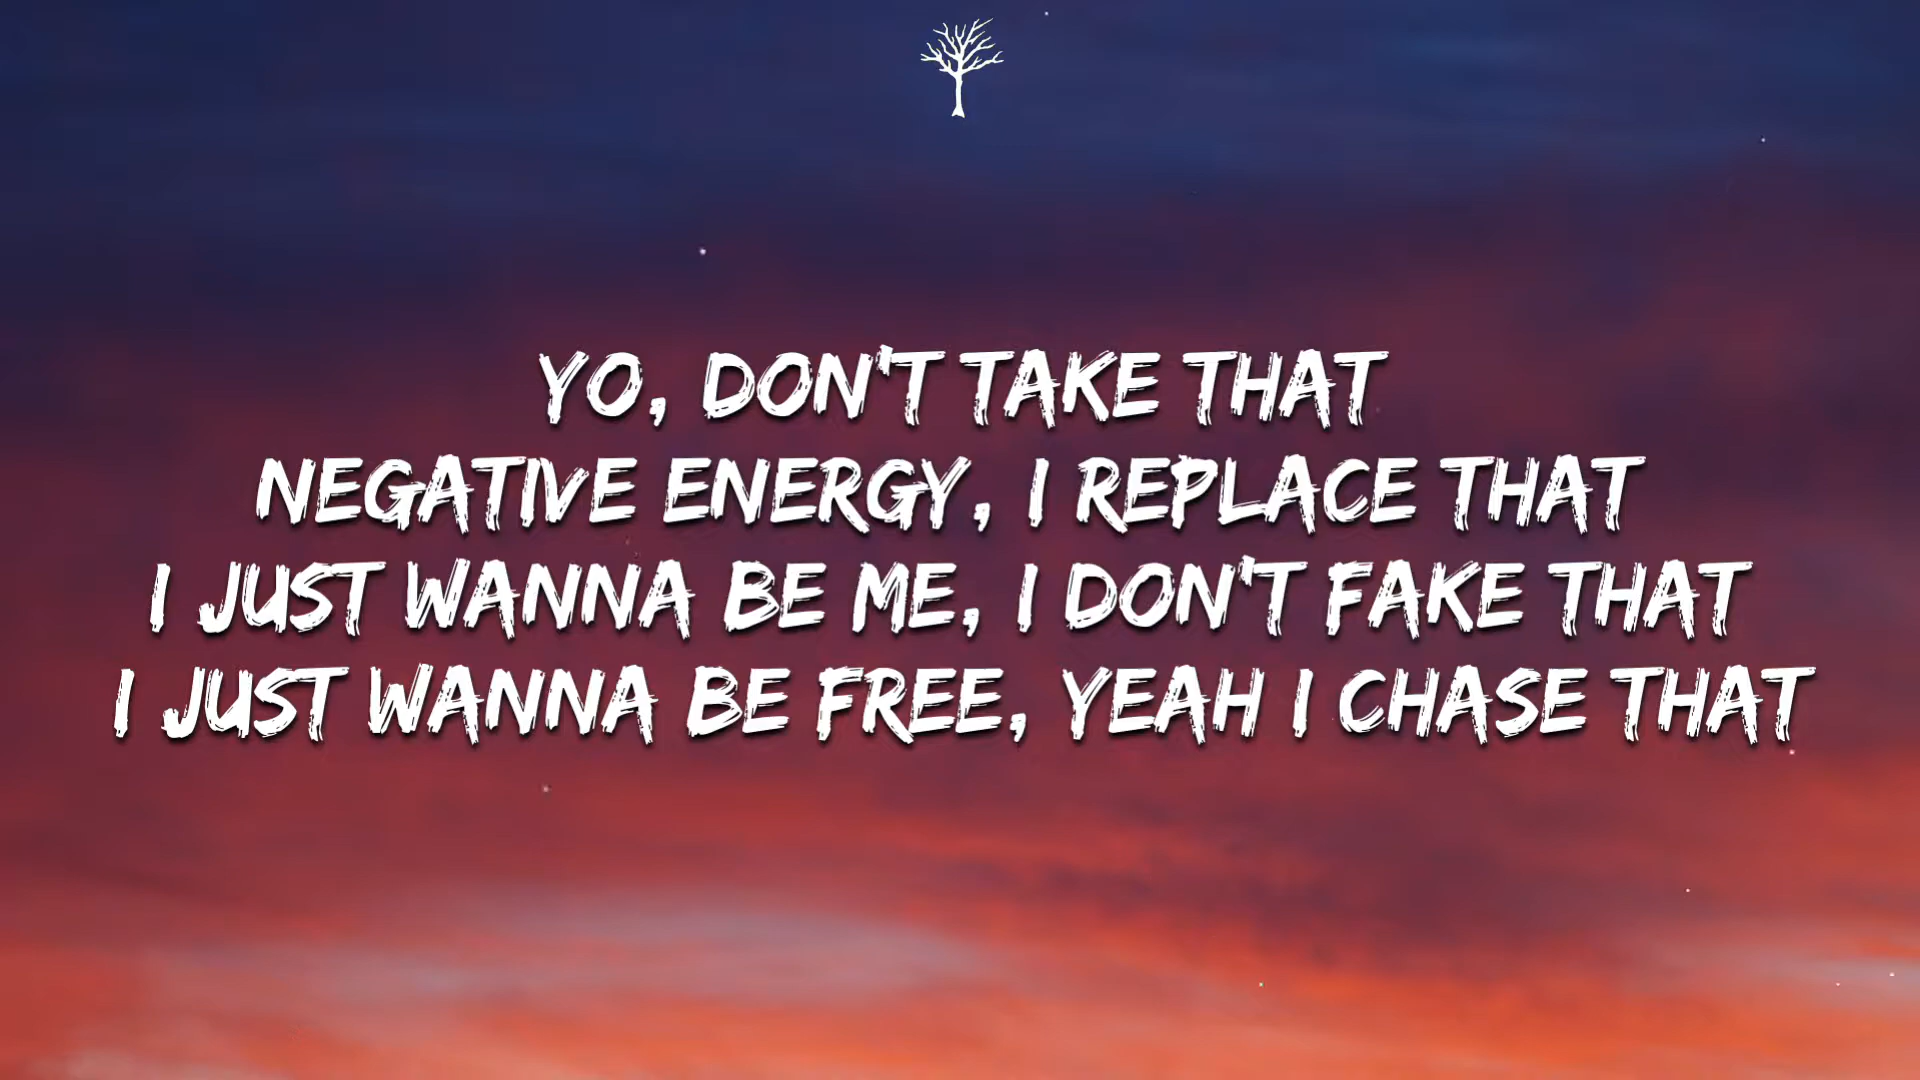 YO, DON'T TAKE THAT
NEGATIVE ENERGY, I REPLACE THAT
I JUST WANNA BE ME, I DON'T FAKE THAT
I JUST WANNA BE FREE, YEAH I CHASE THAT